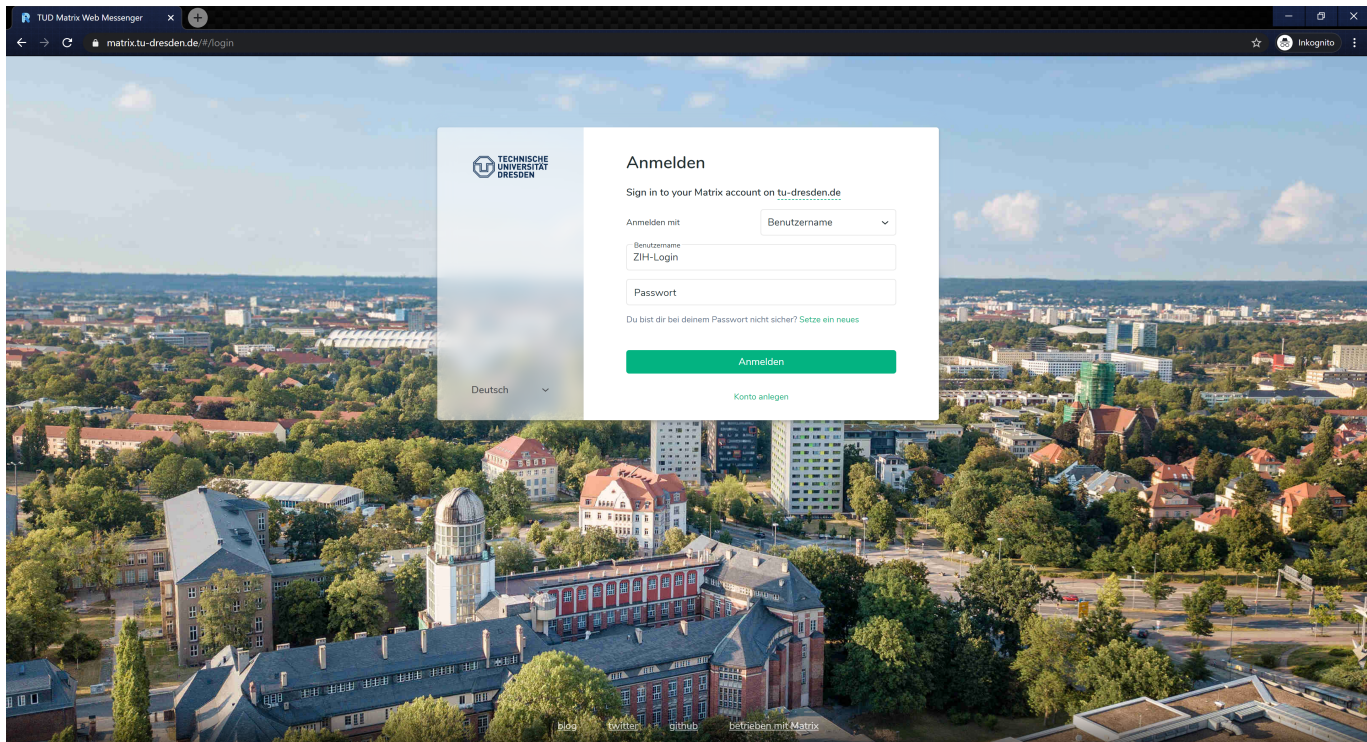 TUD Matrix Web Messenger
matrix.tu-dresden.de/#/login
Inkognito
TECHNISCHE
UNIVERSITÄT
DRESDEN
Deutsch
Anmelden
Sign in to your Matrix account on tu-dresden.de
Anmelden mit
Benutzername
Benutzername
ZIH-Login
Passwort
Du bist dir bei deinem Passwort nicht sicher? Setze ein neues
Anmelden
Konto anlegen
blog twitter github betrieben mit Matrix